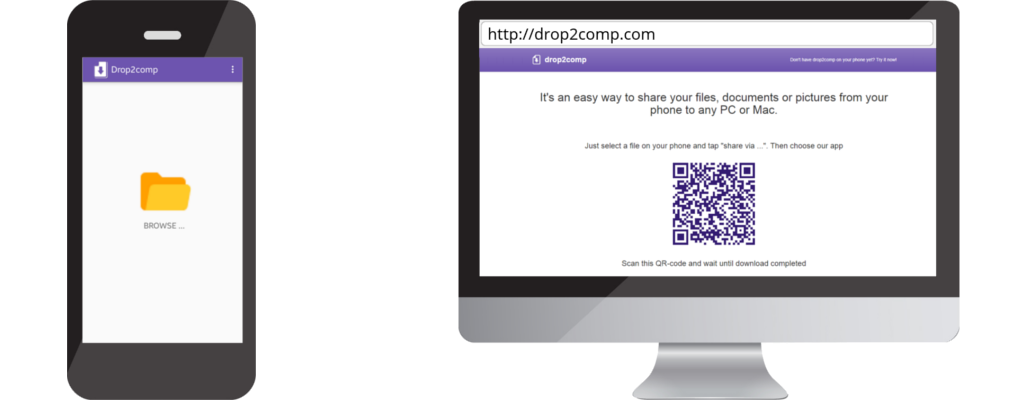 Drop2comp
BROWSE ...
http://drop2comp.com
drop2comp
Don't have drop2comp on your phone yet? Try it now!
It's an easy way to share your files, documents or pictures from your
phone to any PC or Mac.
Just select a file on your phone and tap "share via ...". Then choose our app
Scan this QR-code and wait until download completed